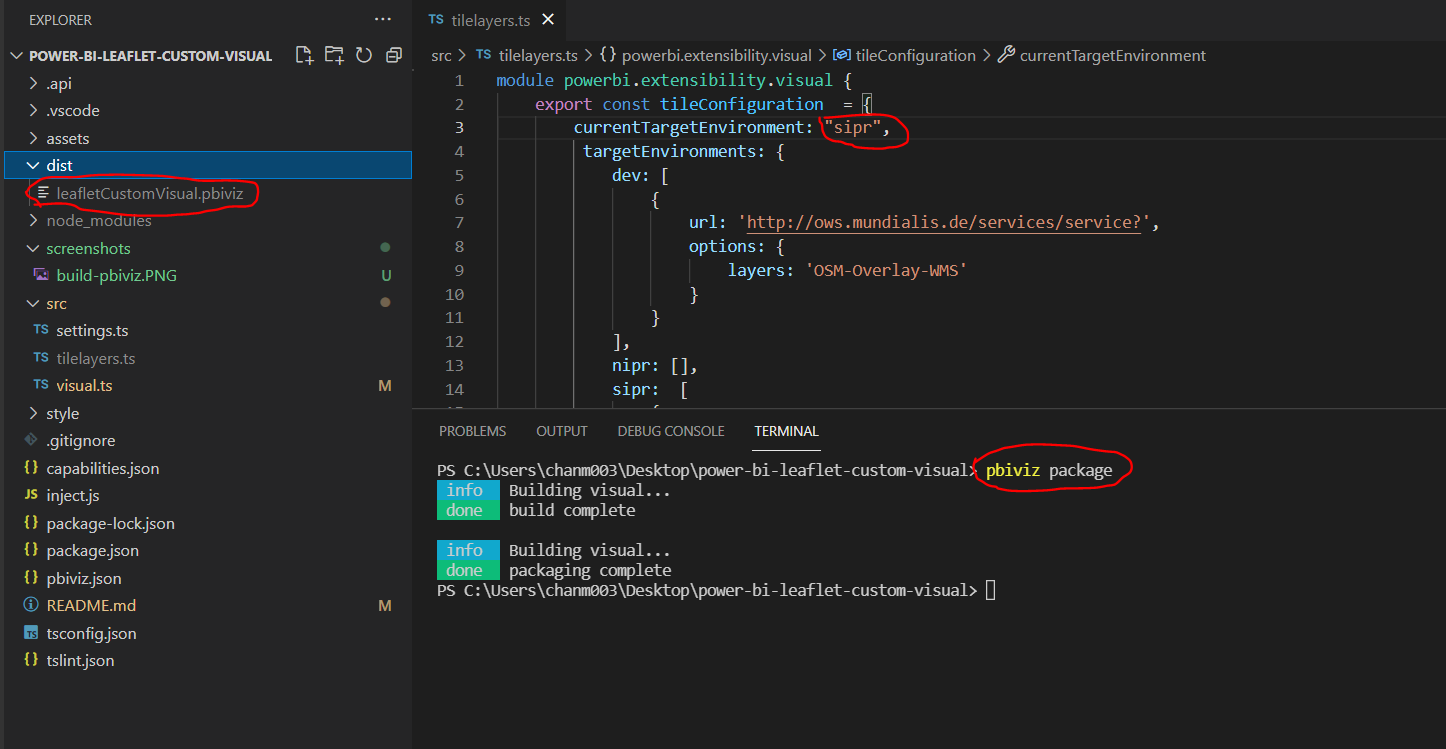 EXPLORER
POWER-BI-LEAFLET-CUSTOM-VISUAL
.api
.vscode
assets
dist
leafletCustomVisual.pbiviz
node_modules
screenshots
build-pbiviz.PNG U
src
TS settings.ts
TS tilelayers.ts
TS visual.ts M
style
.gitignore
{} capabilities.json
JS inject.js
{} package-lock.json
{} package.json
{} pbiviz.json
README.md M
TS tsconfig.json
{} tslint.json
TS tilelayers.ts
src > TS tilelayers.ts > {} powerbi.extensibility.visual > tileConfiguration > currentTargetEnvironment
1 module powerbi.extensibility.visual {
2 export const tileConfiguration = {
3 currentTargetEnvironment: "sipr",
4 targetEnvironments: {
5 dev: [
6 {
7 url: 'http://ows.mundialis.de/services/service?',
8 options: {
9 layers: 'OSM-Overlay-WMS'
10 }
11 }
12 ],
13 nipr: [],
14 sipr: [
PROBLEMS OUTPUT DEBUG CONSOLE TERMINAL
PS C:\Users\chanm003\Desktop\power-bi-leaflet-custom-visual> pbiviz package
info Building visual...
done build complete
info Building visual...
done packaging complete
PS C:\Users\chanm003\Desktop\power-bi-leaflet-custom-visual>